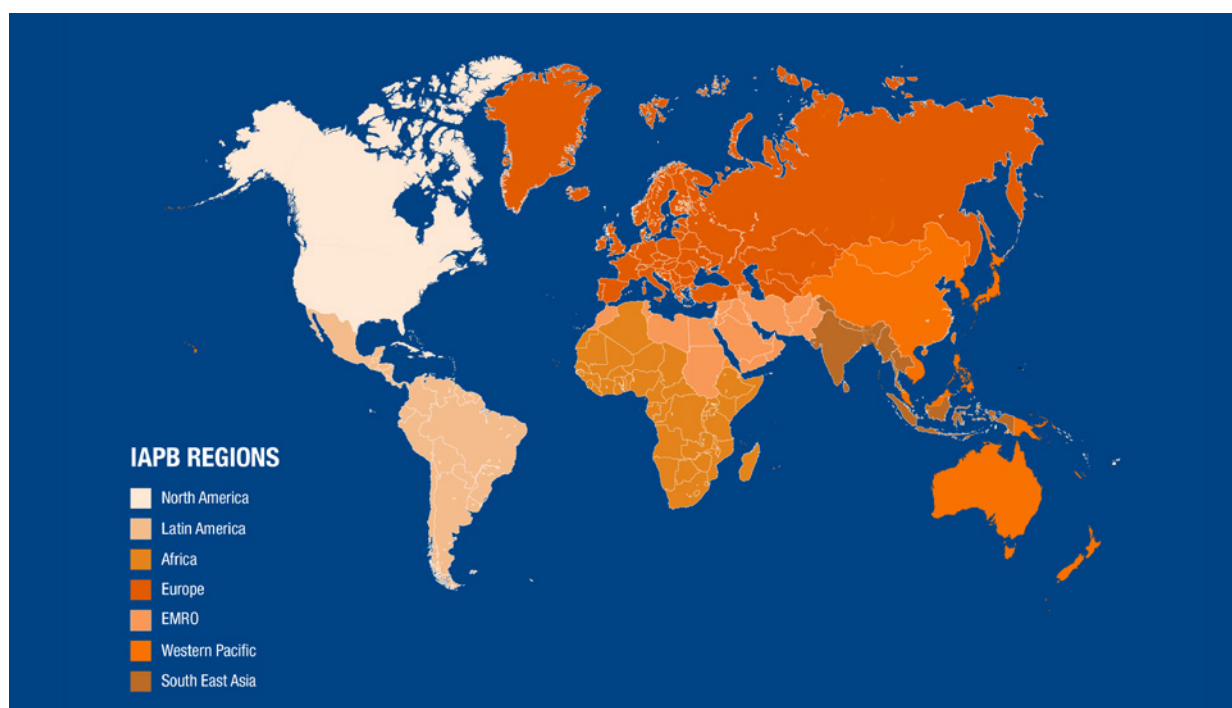 IAPB REGIONS
North America
Latin America
Africa
Europe
EMRO
Western Pacific
South East Asia